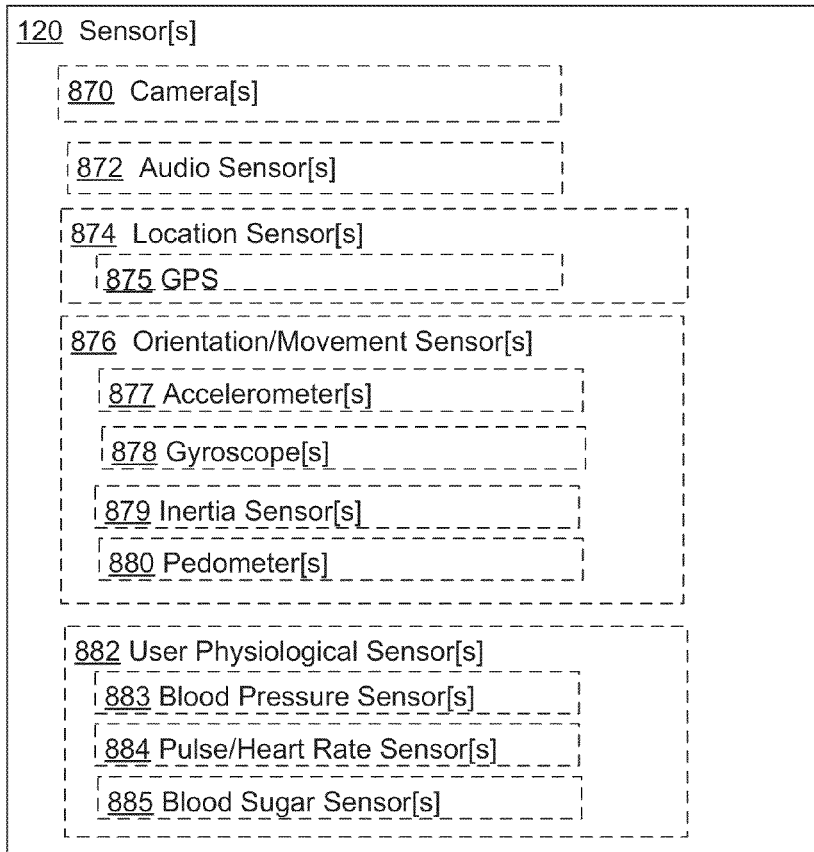 120 Sensor[s]
870 Camera[s]
872 Audio Sensor[s]
874 Location Sensor[s]
875 GPS
876 Orientation/Movement Sensor[s]
877 Accelerometer[s]
878 Gyroscope[s]
879 Inertia Sensor[s]
880 Pedometer[s]
882 User Physiological Sensor[s]
883 Blood Pressure Sensor[s]
884 Pulse/Heart Rate Sensor[s]
885 Blood Sugar Sensor[s]